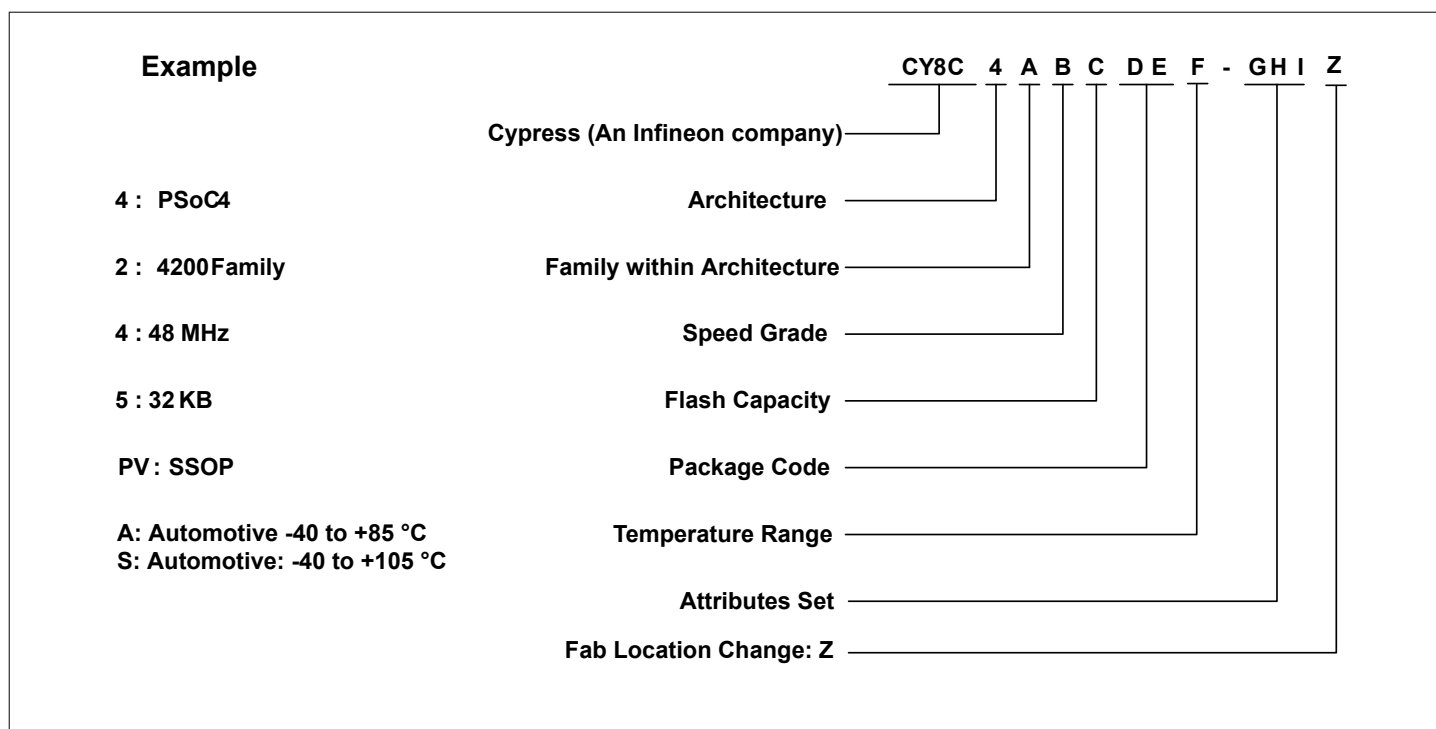 Example CY8C 4 A B C D E F - G H I Z
Cypress (An Infineon company)
4 : PSoC4 Architecture
2 : 4200 Family Family within Architecture
4 : 48 MHz Speed Grade
5 : 32 KB Flash Capacity
PV : SSOP Package Code
A: Automotive -40 to +85 °C
S: Automotive: -40 to +105 °C
Temperature Range
Attributes Set
Fab Location Change: Z